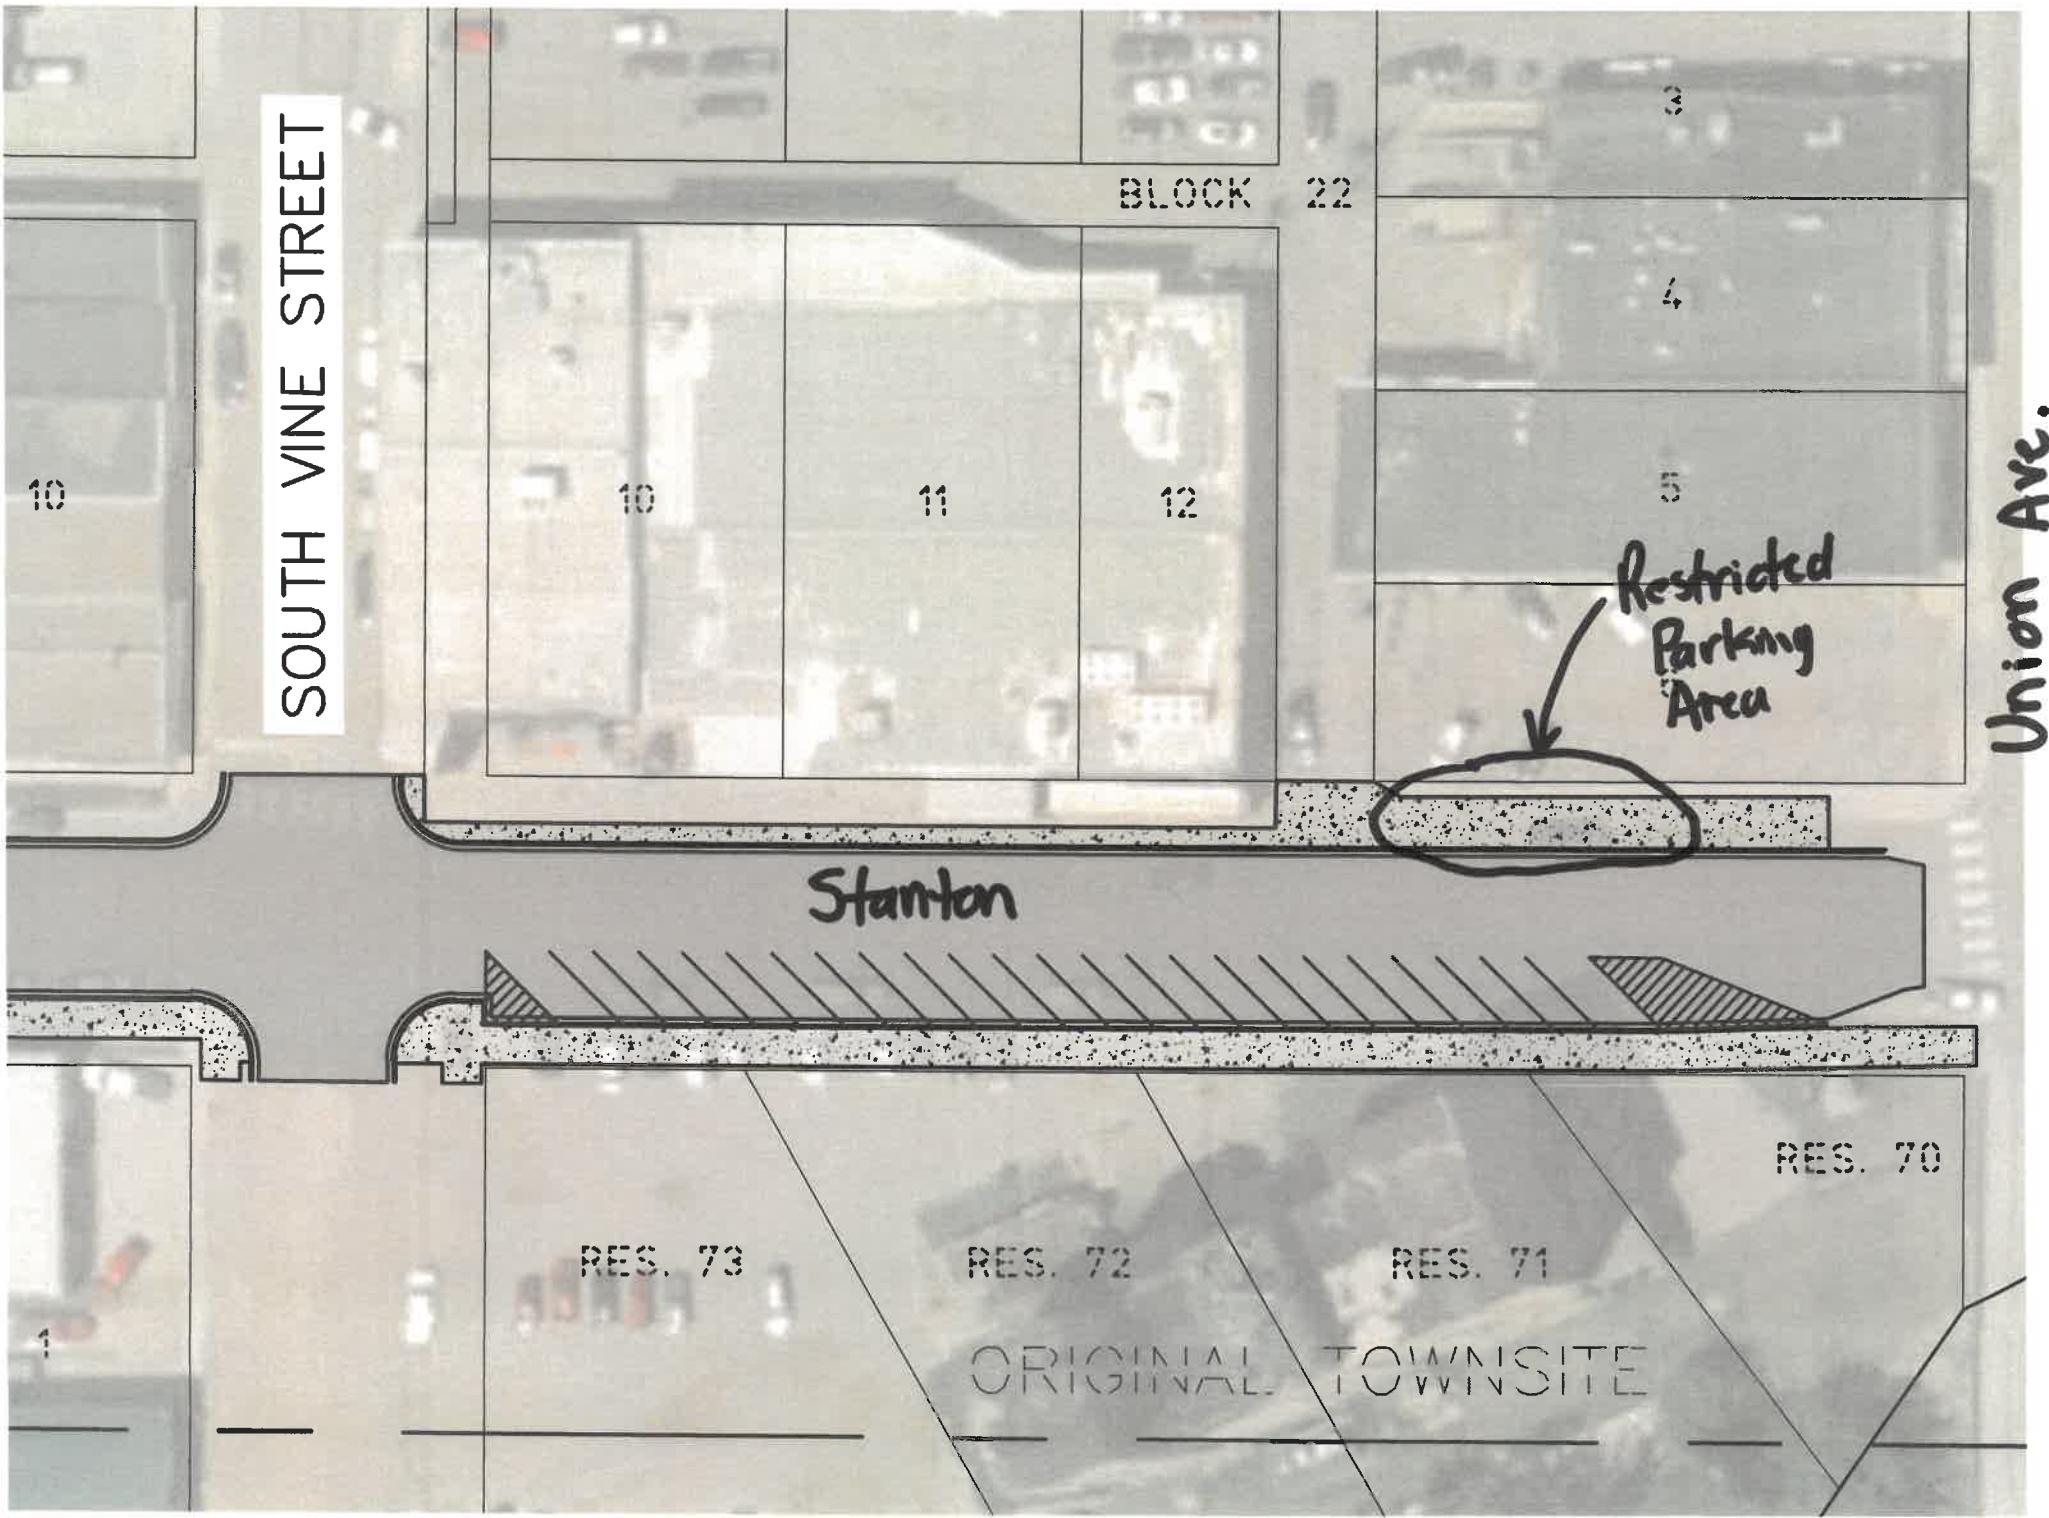 SOUTH VINE STREET
BLOCK 22
3
4
5
10
10
11
12
Restricted
Parking
Area
Union Ave.
Stanton
RES. 70
RES. 73
RES. 72
RES. 71
1
ORIGINAL TOWNSITE